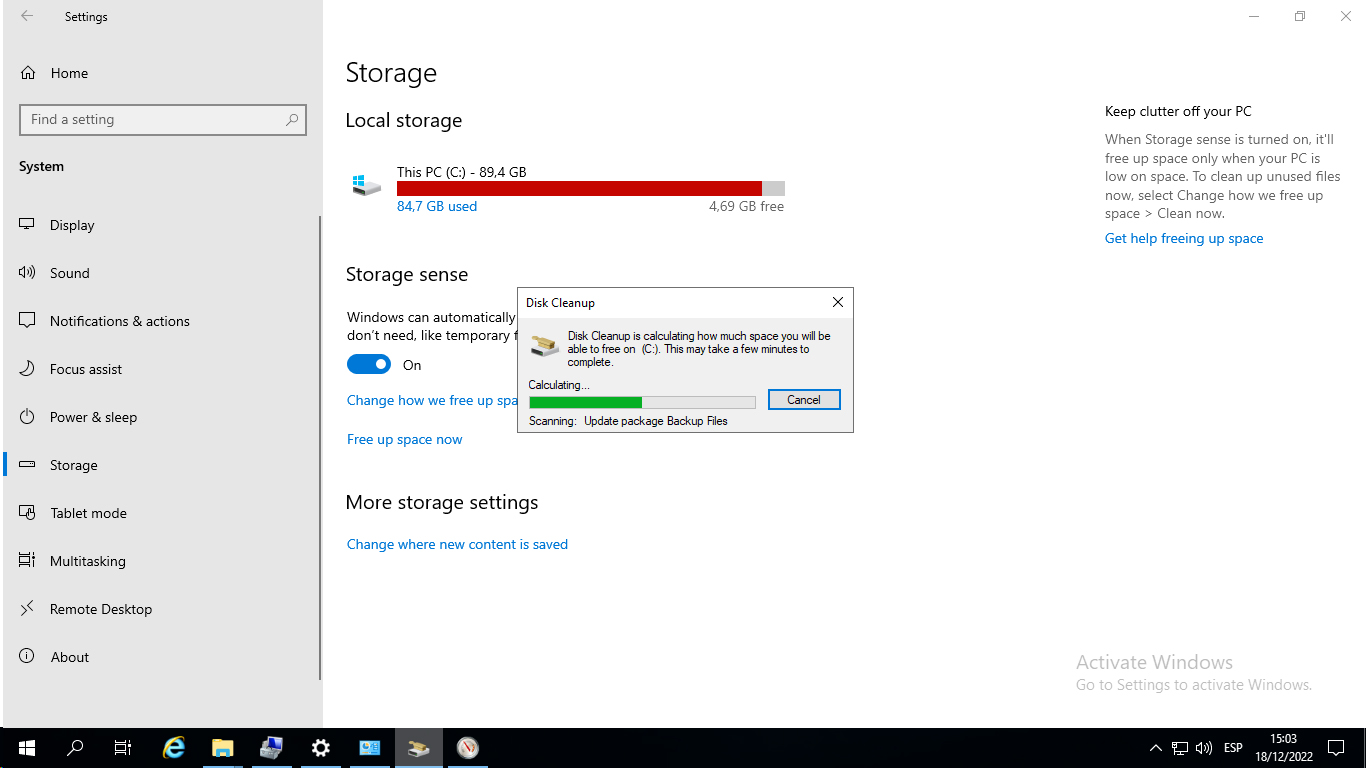 Settings
Home
Find a setting
System
Display
Sound
Notifications & actions
Focus assist
Power & sleep
Storage
Tablet mode
Multitasking
Remote Desktop
About
Storage
Local storage
This PC (C:) - 89,4 GB
84,7 GB used
4,69 GB free
Storage sense
Windows can automatically
don't need, like temporary f
On
Change how we free up spa
Free up space now
More storage settings
Change where new content is saved
Disk Cleanup
Disk Cleanup is calculating how much space you will be
able to free on (C:). This may take a few minutes to
complete.
Calculating...
Cancel
Scanning: Update package Backup Files
Keep clutter off your PC
When Storage sense is turned on, it'll
free up space only when your PC is
low on space. To clean up unused files
now, select Change how we free up
space > Clean now.
Get help freeing up space
Activate Windows
Go to Settings to activate Windows.
ESP
15:03
18/12/2022